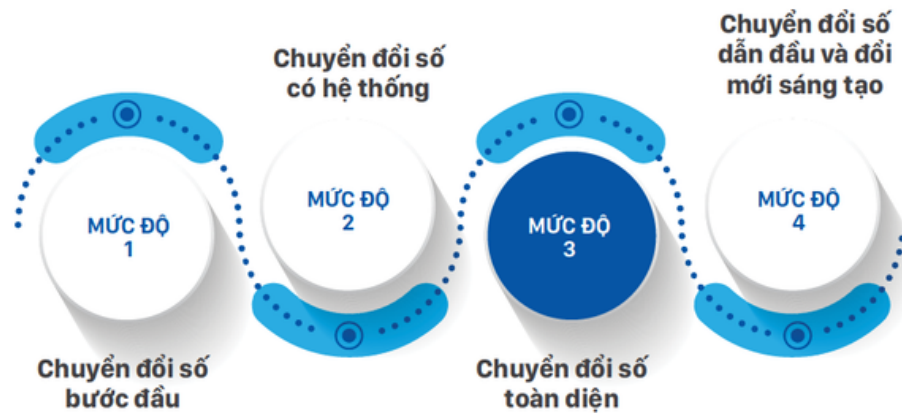 MỨC ĐỘ
1
Chuyển đổi số
bước đầu
Chuyển đổi số
có hệ thống
MỨC ĐỘ
2
MỨC ĐỘ
3
Chuyển đổi số
toàn diện
Chuyển đổi số
dẫn đầu và đổi
mới sáng tạo
MỨC ĐỘ
4